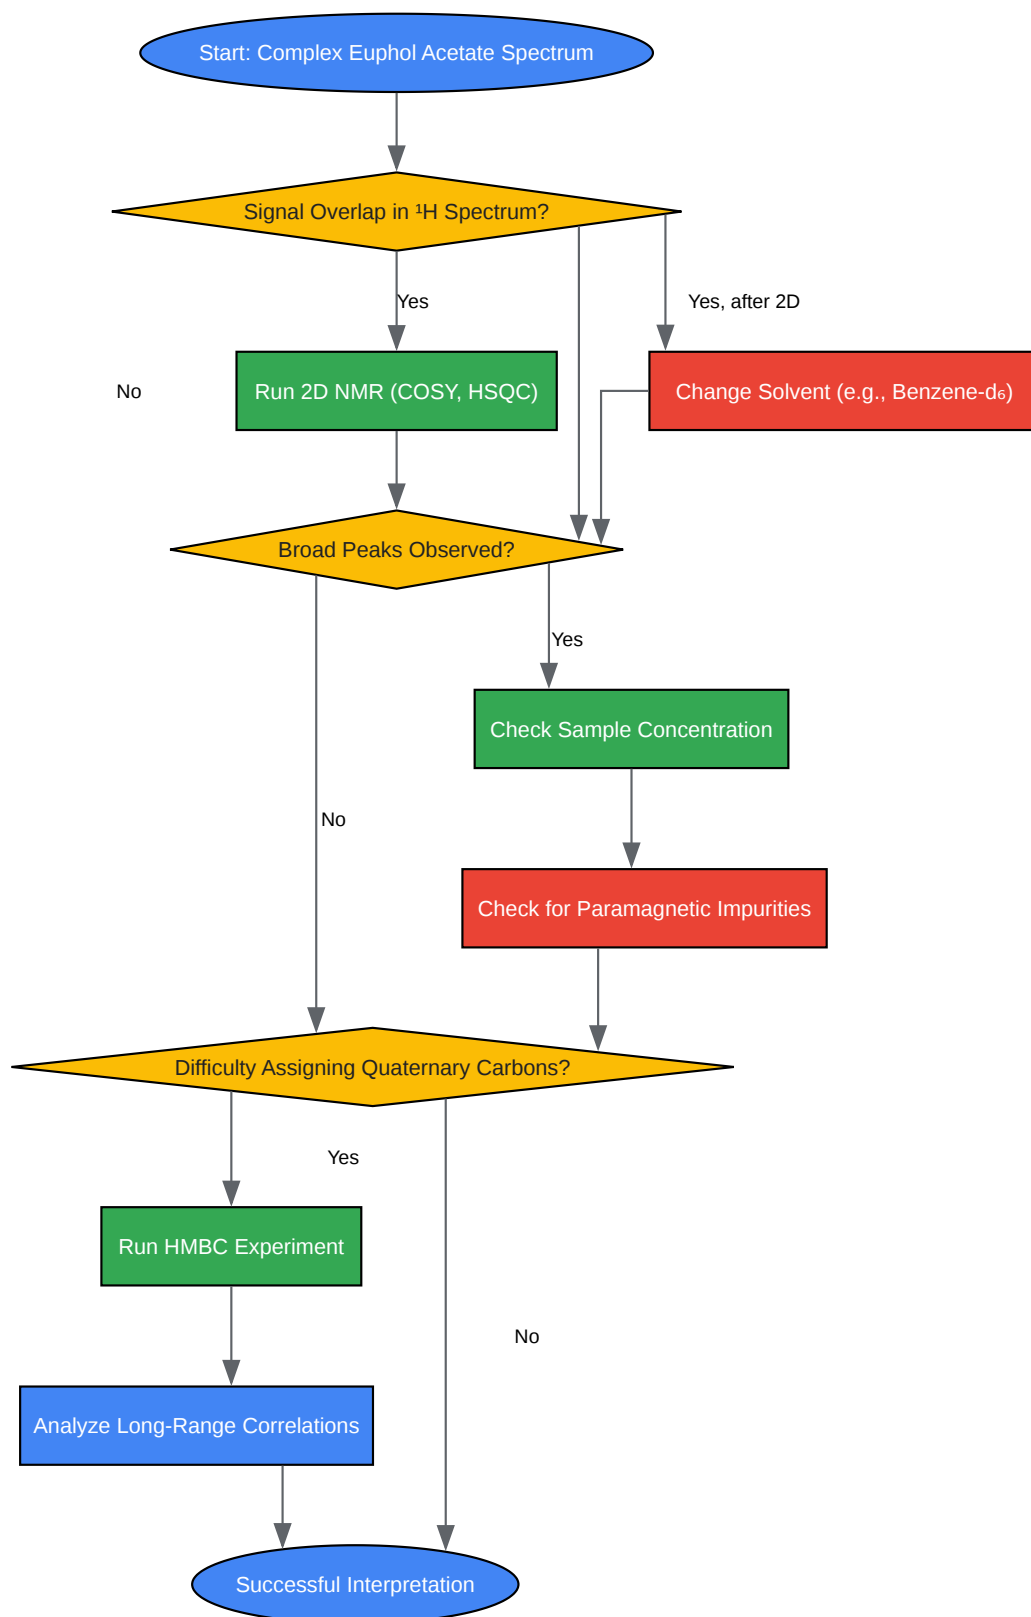 Start: Complex Euphol Acetate Spectrum
Signal Overlap in ¹H Spectrum?
Yes
Yes, after 2D
No
Run 2D NMR (COSY, HSQC)
Change Solvent (e.g., Benzene-d₆)
Broad Peaks Observed?
Yes
Check Sample Concentration
No
Check for Paramagnetic Impurities
Difficulty Assigning Quaternary Carbons?
Yes
Run HMBC Experiment
No
Analyze Long-Range Correlations
Successful Interpretation